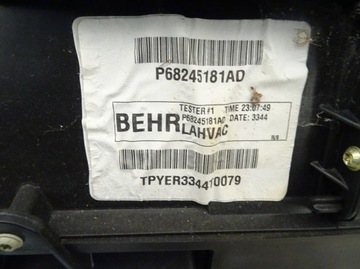 P68245181AD
TESTER #1 TIME 23:07:49
P68245181AD DATE: 3344
BEHR LAHVAC
TPYER334410079